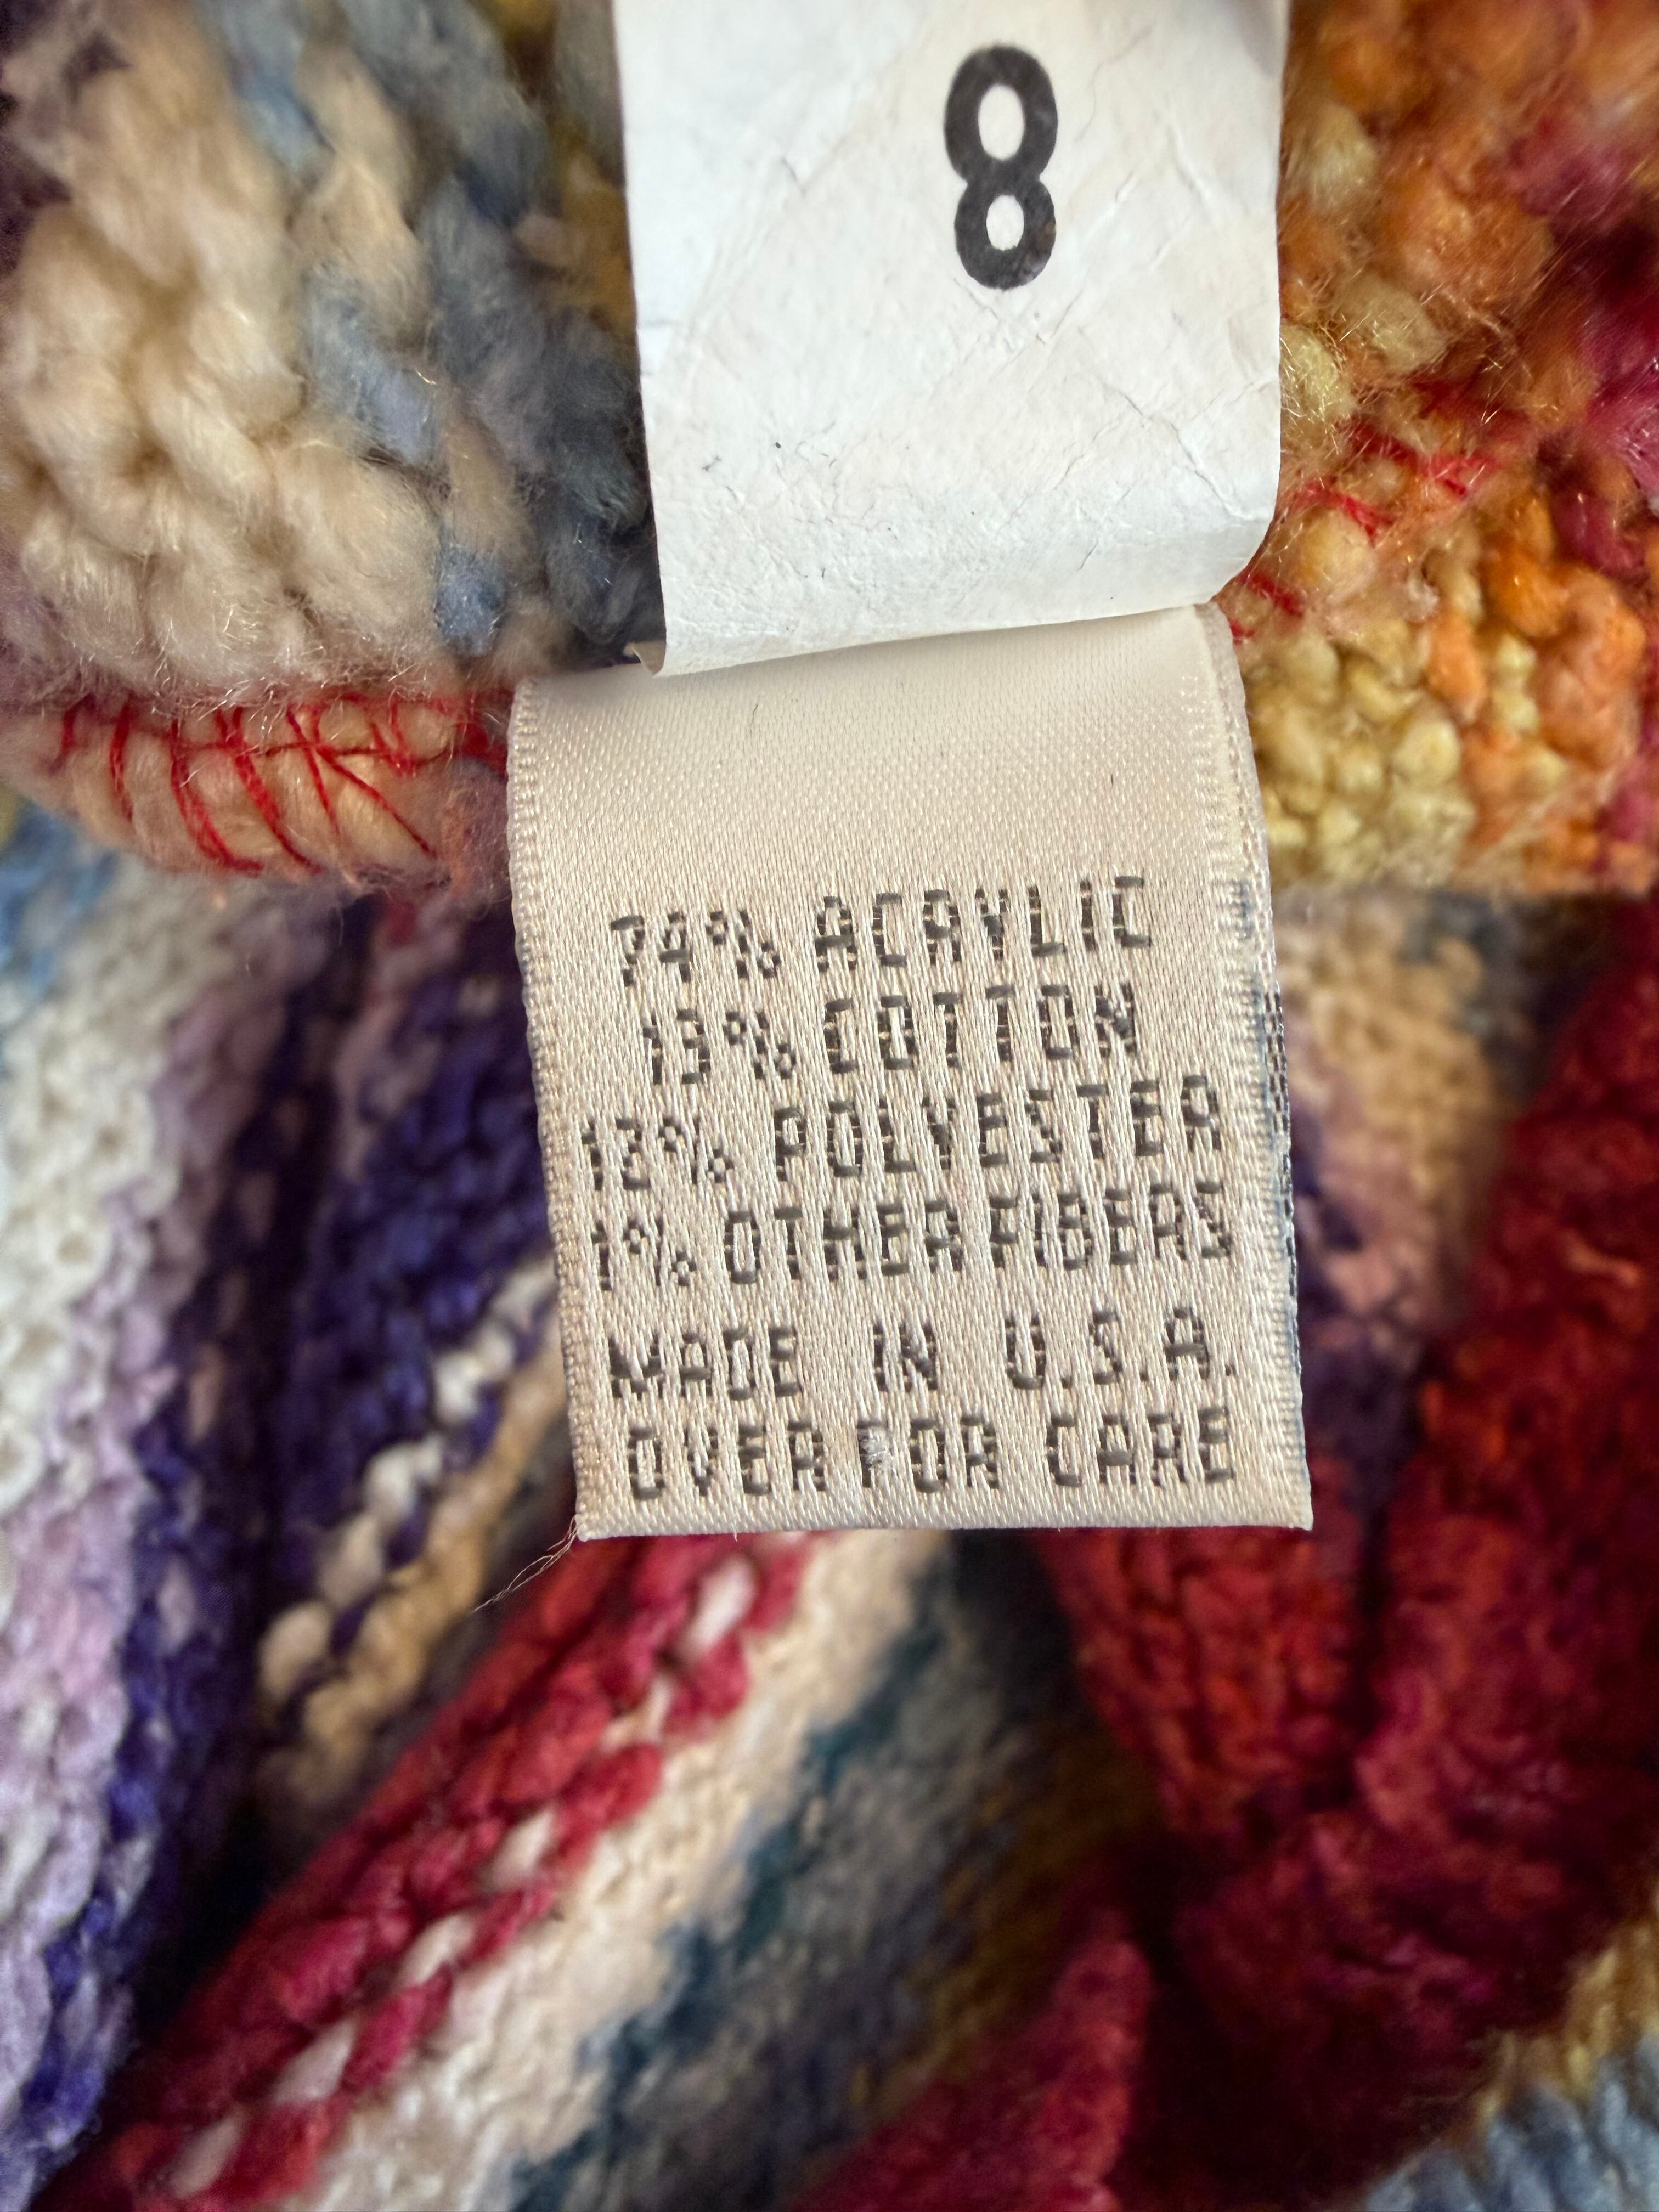 8
74% ACRYLIC
13% COTTON
12% POLYESTER
1% OTHER FIBERS
MADE IN U.S.A.
OVER FOR CARE